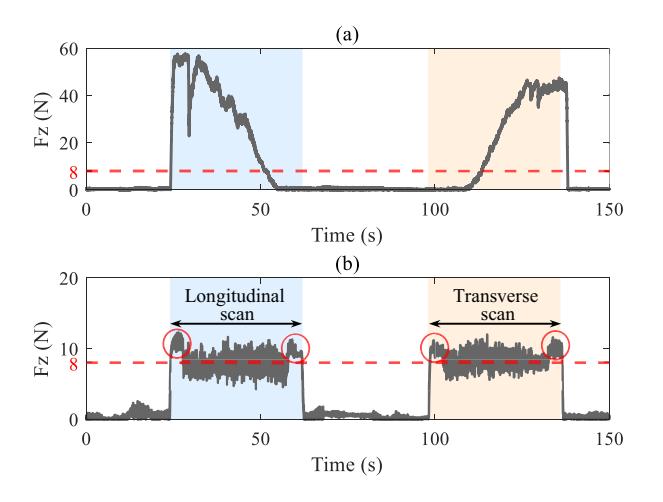 (a)
60
40
20
8
0
Fz (N)
0 50 100 150
Time (s)
(b)
20
10
8
0
Fz (N)
Longitudinal
scan
Transverse
scan
0 50 100 150
Time (s)